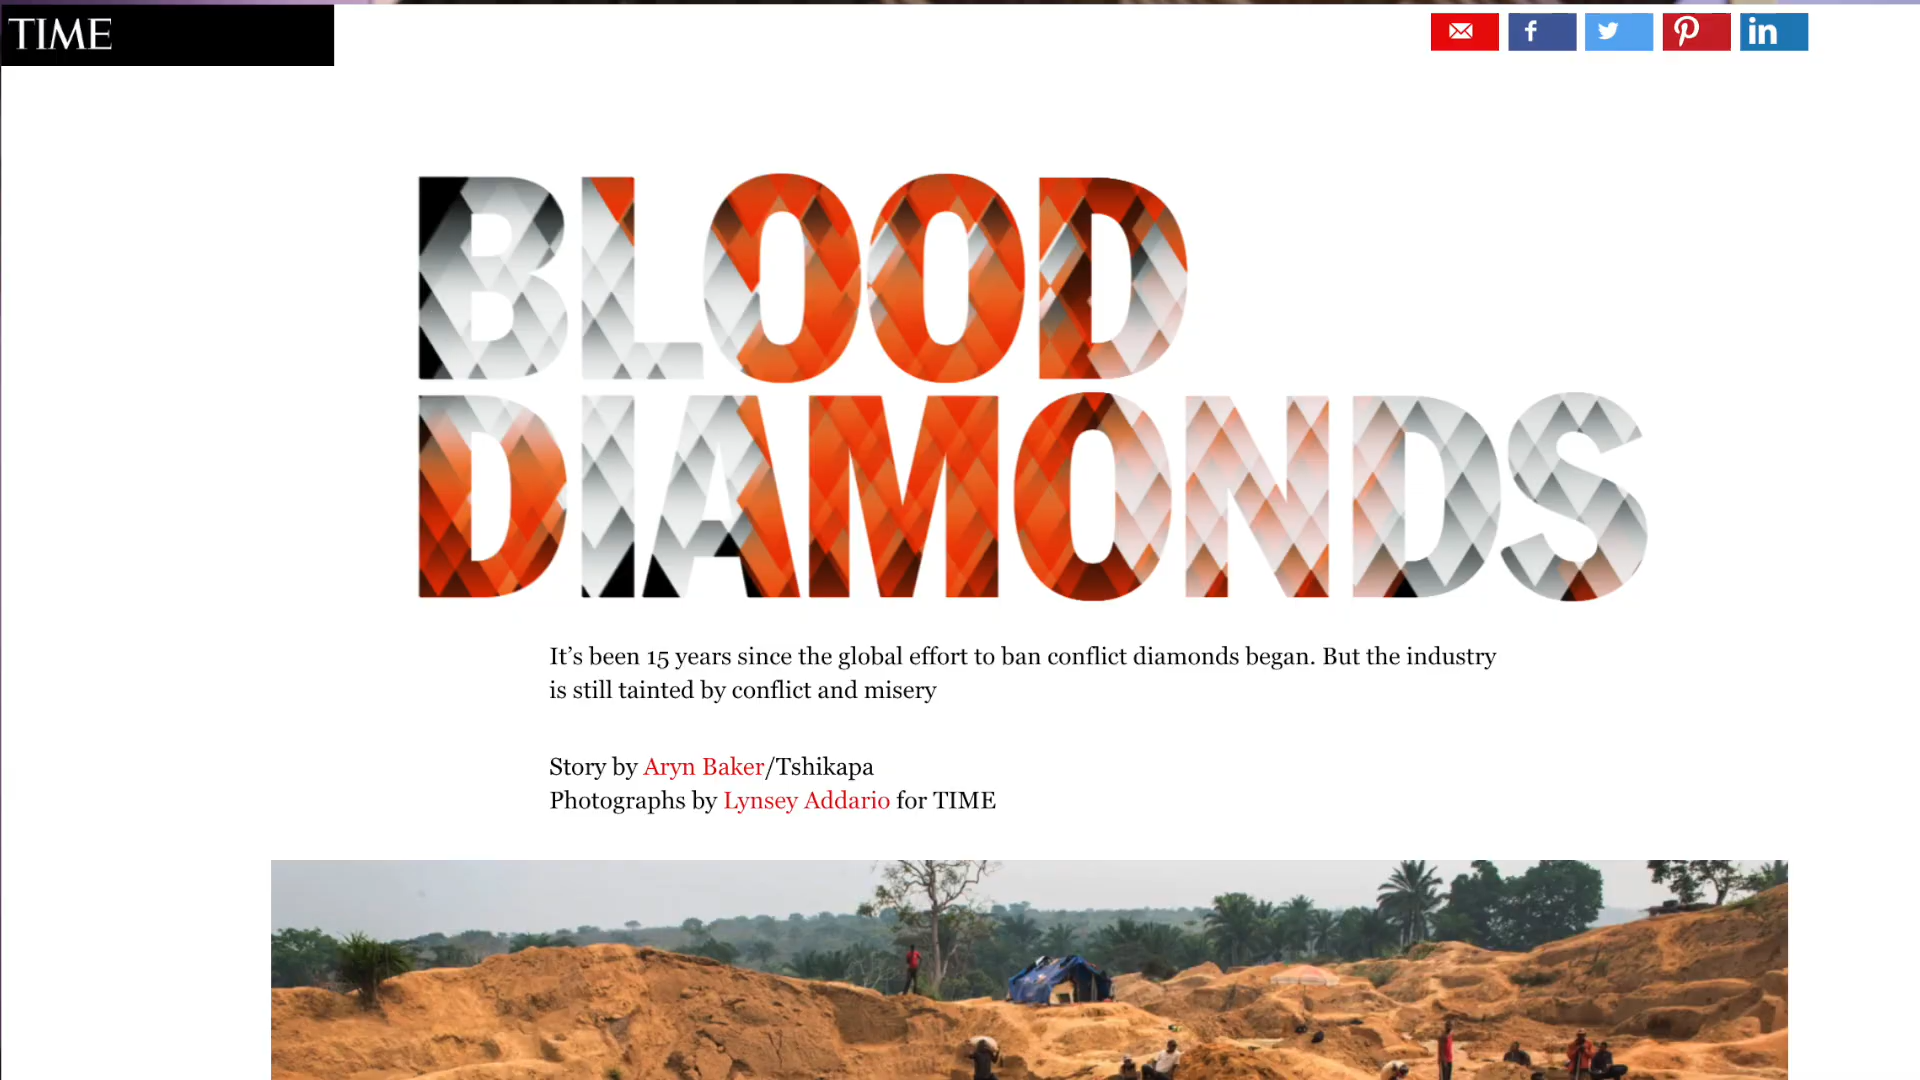 TIME
BLOOD
DIAMONDS
It’s been 15 years since the global effort to ban conflict diamonds began. But the industry
is still tainted by conflict and misery
Story by Aryn Baker/Tshikapa
Photographs by Lynsey Addario for TIME